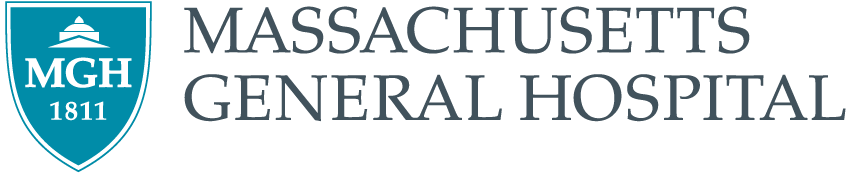 MGH
1811
MASSACHUSETTS
GENERAL HOSPITAL